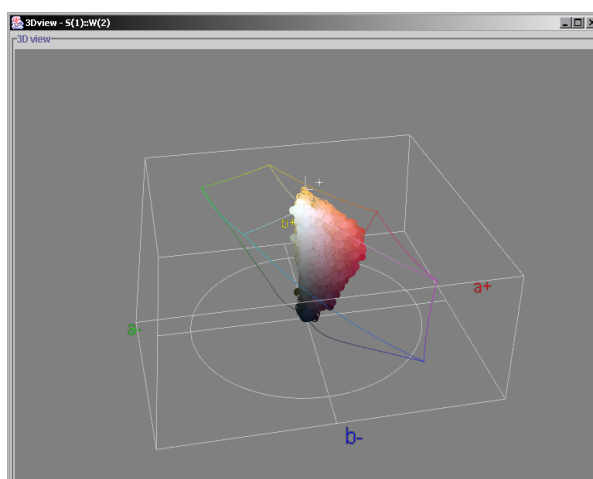 3Dview - S(1)::W(2)
3D view
b+
a+
a-
b-